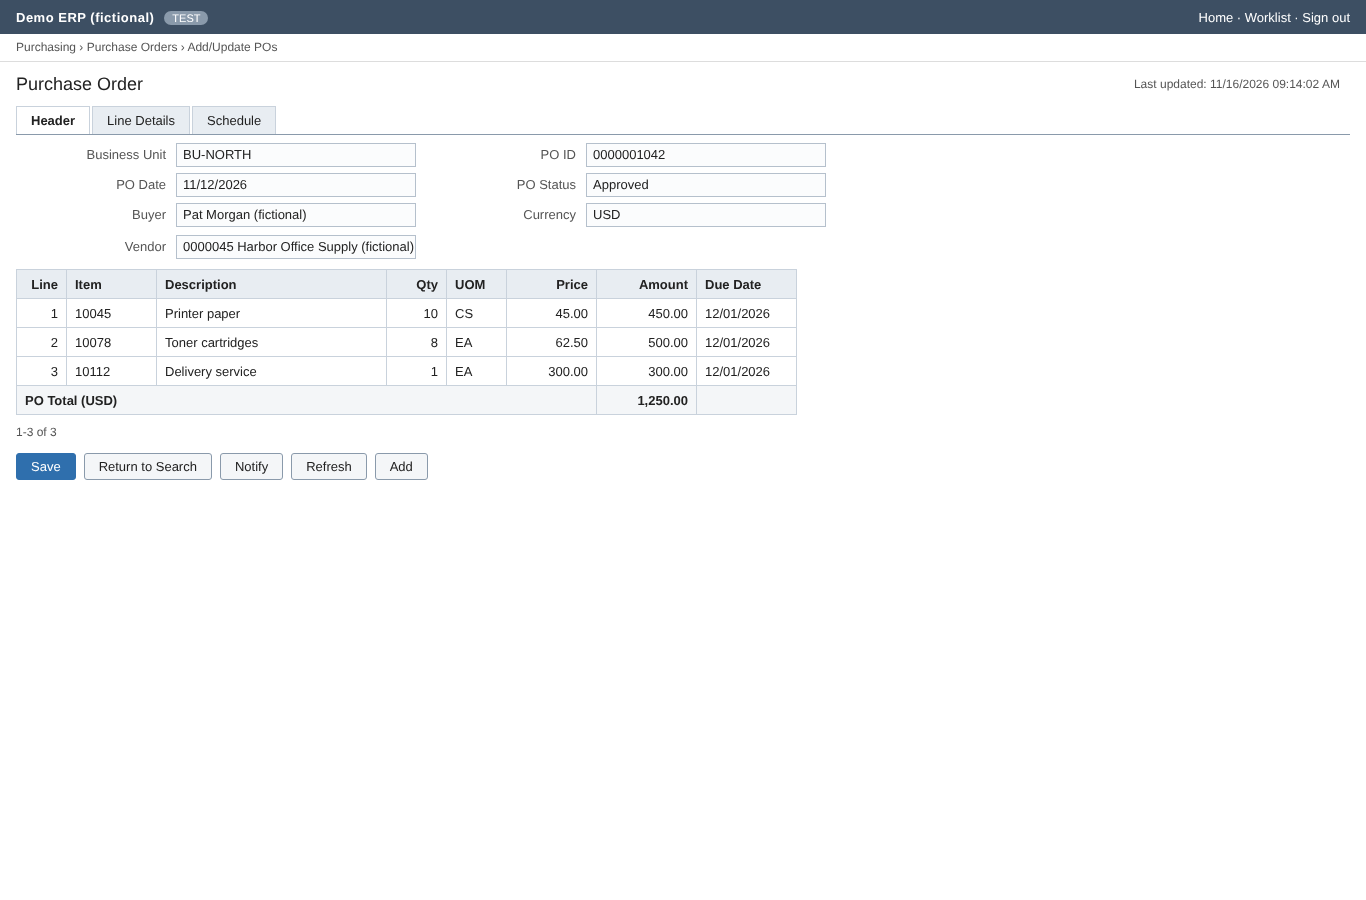 Demo ERP (fictional) TEST Home · Worklist · Sign out
Purchasing › Purchase Orders › Add/Update POs
Purchase Order Last updated: 11/16/2026 09:14:02 AM
Header Line Details Schedule
Business Unit BU-NORTH PO ID 0000001042
PO Date 11/12/2026 PO Status Approved
Buyer Pat Morgan (fictional) Currency USD
Vendor 0000045 Harbor Office Supply (fictional)
Line Item Description Qty UOM Price Amount Due Date
1 10045 Printer paper 10 CS 45.00 450.00 12/01/2026
2 10078 Toner cartridges 8 EA 62.50 500.00 12/01/2026
3 10112 Delivery service 1 EA 300.00 300.00 12/01/2026
PO Total (USD) 1,250.00
1-3 of 3
Save Return to Search Notify Refresh Add